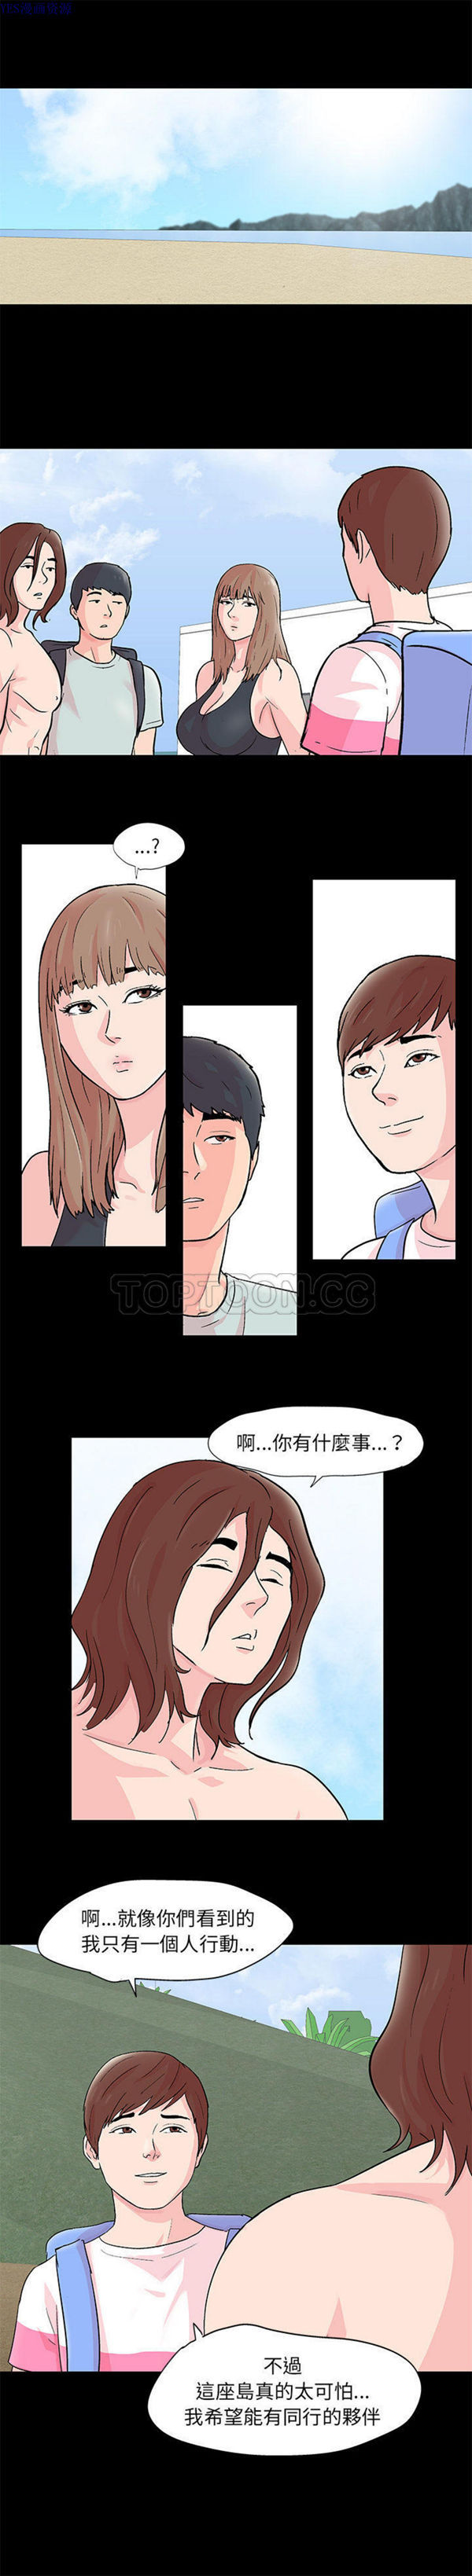 ...?
TOPTOON.CC
啊...你有什麼事...？
啊...就像你們看到的
我只有一個人行動...
不過
這座島真的太可怕...
我希望能有同行的夥伴